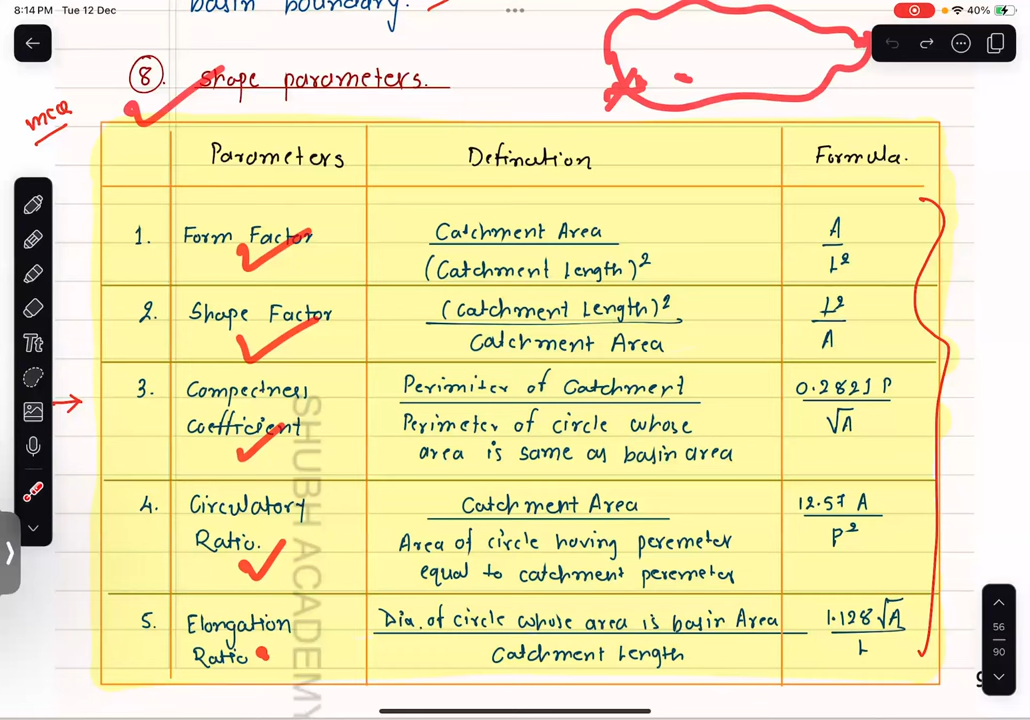 8:14 PM Tue 12 Dec
40%
basin boundary.
8. Shape parameters.
mcq
Parameters Defination Formula.
1. Form Factor
Catchment Area
(Catchment Length)²
A
L²
2. Shape Factor
(Catchment Length)²
Catchment Area
L²
A
3. Compectness
coefficient
Perimiter of Catchment
Perimeter of circle whose
area is same as basin area
0.2821 P
√A
4. Circulatory
Ratio.
Catchment Area
Area of circle having peremeter
equal to catchment peremeter
12.57 A
P²
5. Elongation
Ratio
Dia. of circle whose area is basin Area
Catchment Length
1.128 √A
L
SHUBH ACADEMY
Tt
56
90